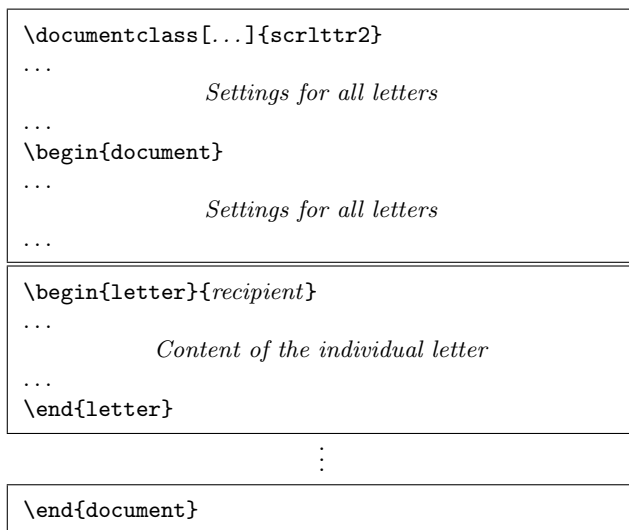 \documentclass[...]{scrlttr2}
...
Settings for all letters
...
\begin{document}
...
Settings for all letters
...
\begin{letter}{recipient}
...
Content of the individual letter
...
\end{letter}
⋮
\end{document}